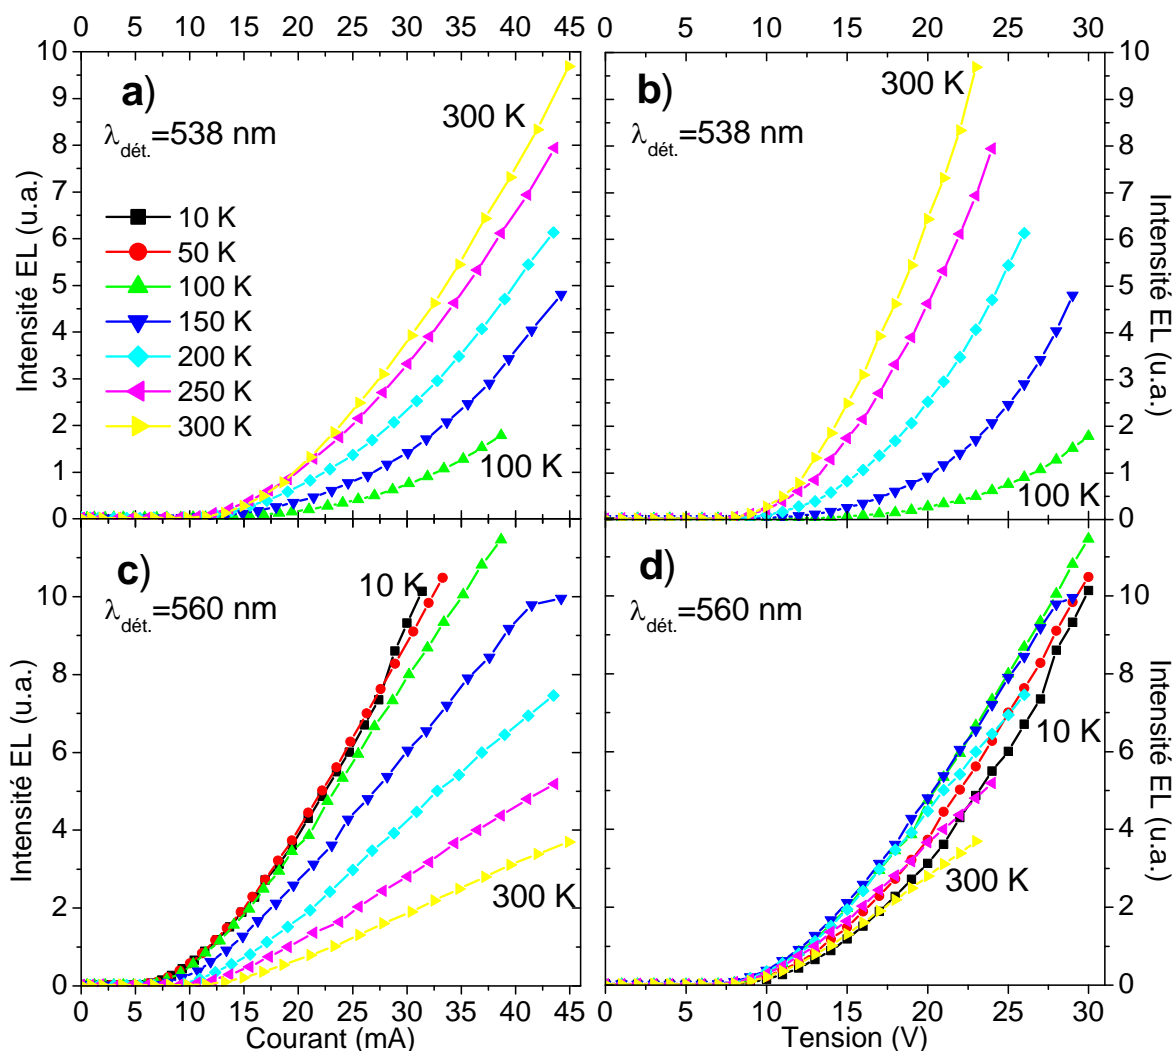 0 5 10 15 20 25 30 35 40 45
0 5 10 15 20 25 30
10
9
8
7
6
5
4
3
2
1
0
Intensité EL (u.a.)
a)
λdét.=538 nm
300 K
10 K
50 K
100 K
150 K
200 K
250 K
300 K
100 K
b)
λdét.=538 nm
300 K
100 K
10
9
8
7
6
5
4
3
2
1
0
Intensité EL (u.a.)
10
8
6
4
2
0
Intensité EL (u.a.)
c)
λdét.=560 nm
10 K
300 K
d)
λdét.=560 nm
10 K
300 K
10
8
6
4
2
0
Intensité EL (u.a.)
0 5 10 15 20 25 30 35 40 45
Courant (mA)
0 5 10 15 20 25 30
Tension (V)